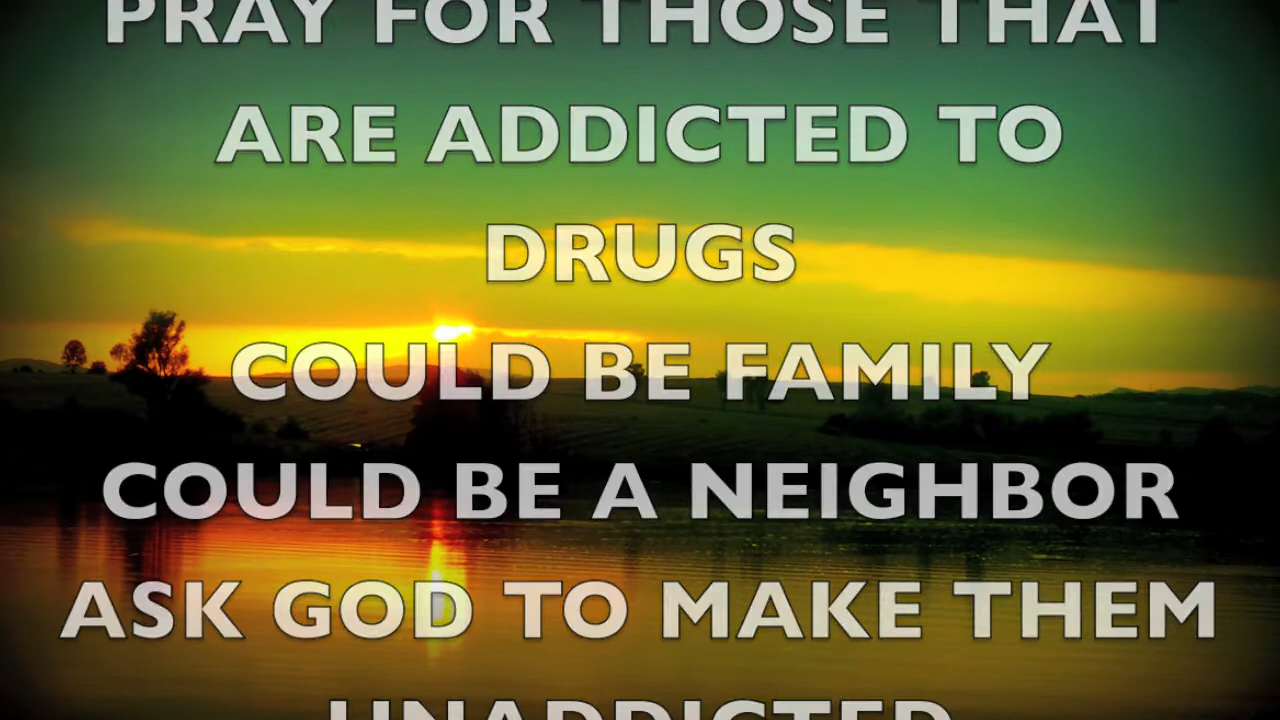 PRAY FOR THOSE THAT
ARE ADDICTED TO
DRUGS
COULD BE FAMILY
COULD BE A NEIGHBOR
ASK GOD TO MAKE THEM
UNADDICTED